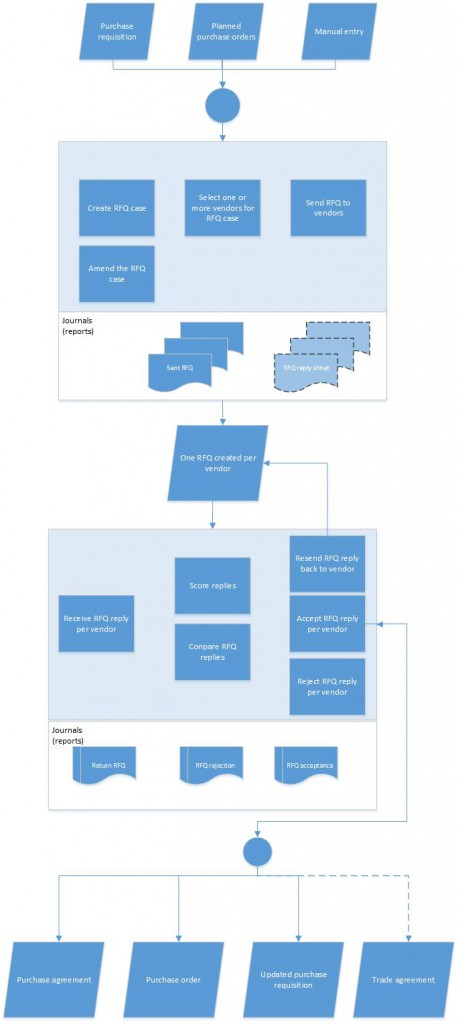 Purchase
requisition
Planned
purchase orders
Manual entry
Create RFQ case
Select one or
more vendors for
RFQ case
Send RFQ to
vendors
Amend the RFQ
case
Journals
(reports)
Sent RFQ
RFQ reply shhet
One RFQ created per
vendor
Resend RFQ reply
back to vendor
Score replies
Receive RFQ reply
per vendor
Accept RFQ reply
per vendor
Conpare RFQ
replies
Reject RFQ reply
per vendor
Journals
(reports)
Return RFQ
RFQ rejection
RFQ acceptance
Purchase agreement
Purchase order
Updated purchase
requisition
Trade agreement